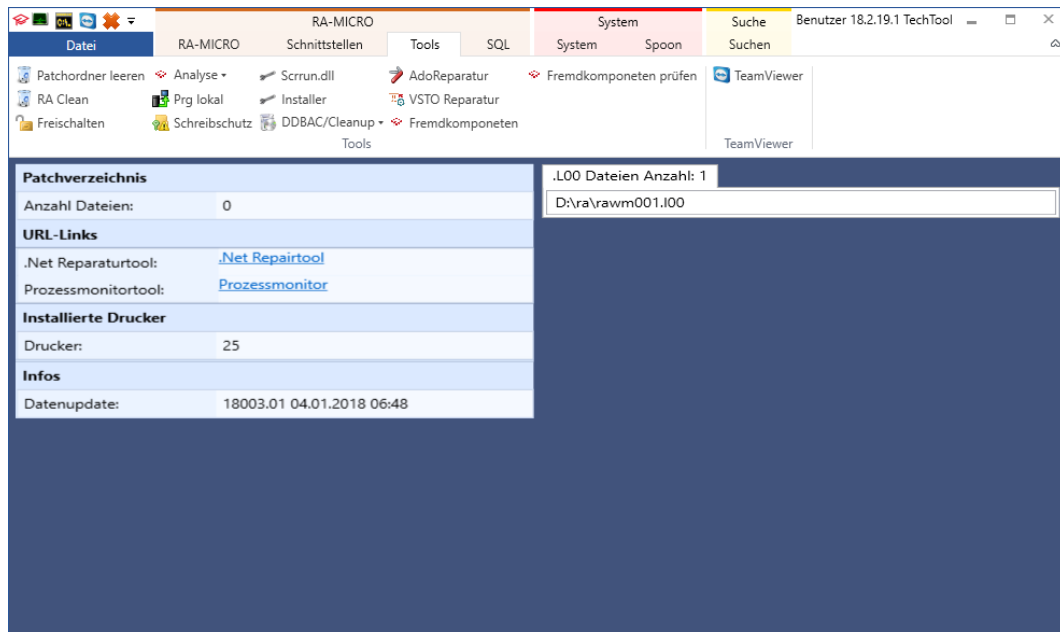 RA-MICRO System Suche Benutzer 18.2.19.1 TechTool
Datei RA-MICRO Schnittstellen Tools SQL System Spoon Suchen
Patchordner leeren Analyse Scrrun.dll AdoReparatur Fremdkomponeten prüfen TeamViewer
RA Clean Prg lokal Installer VSTO Reparatur
Freischalten Schreibschutz DDBAC/Cleanup Fremdkomponeten
Tools TeamViewer
Patchverzeichnis
Anzahl Dateien: 0
URL-Links
.Net Reparaturtool: .Net Repairtool
Prozessmonitortool: Prozessmonitor
Installierte Drucker
Drucker: 25
Infos
Datenupdate: 18003.01 04.01.2018 06:48
.L00 Dateien Anzahl: 1
D:\ra\rawm001.l00